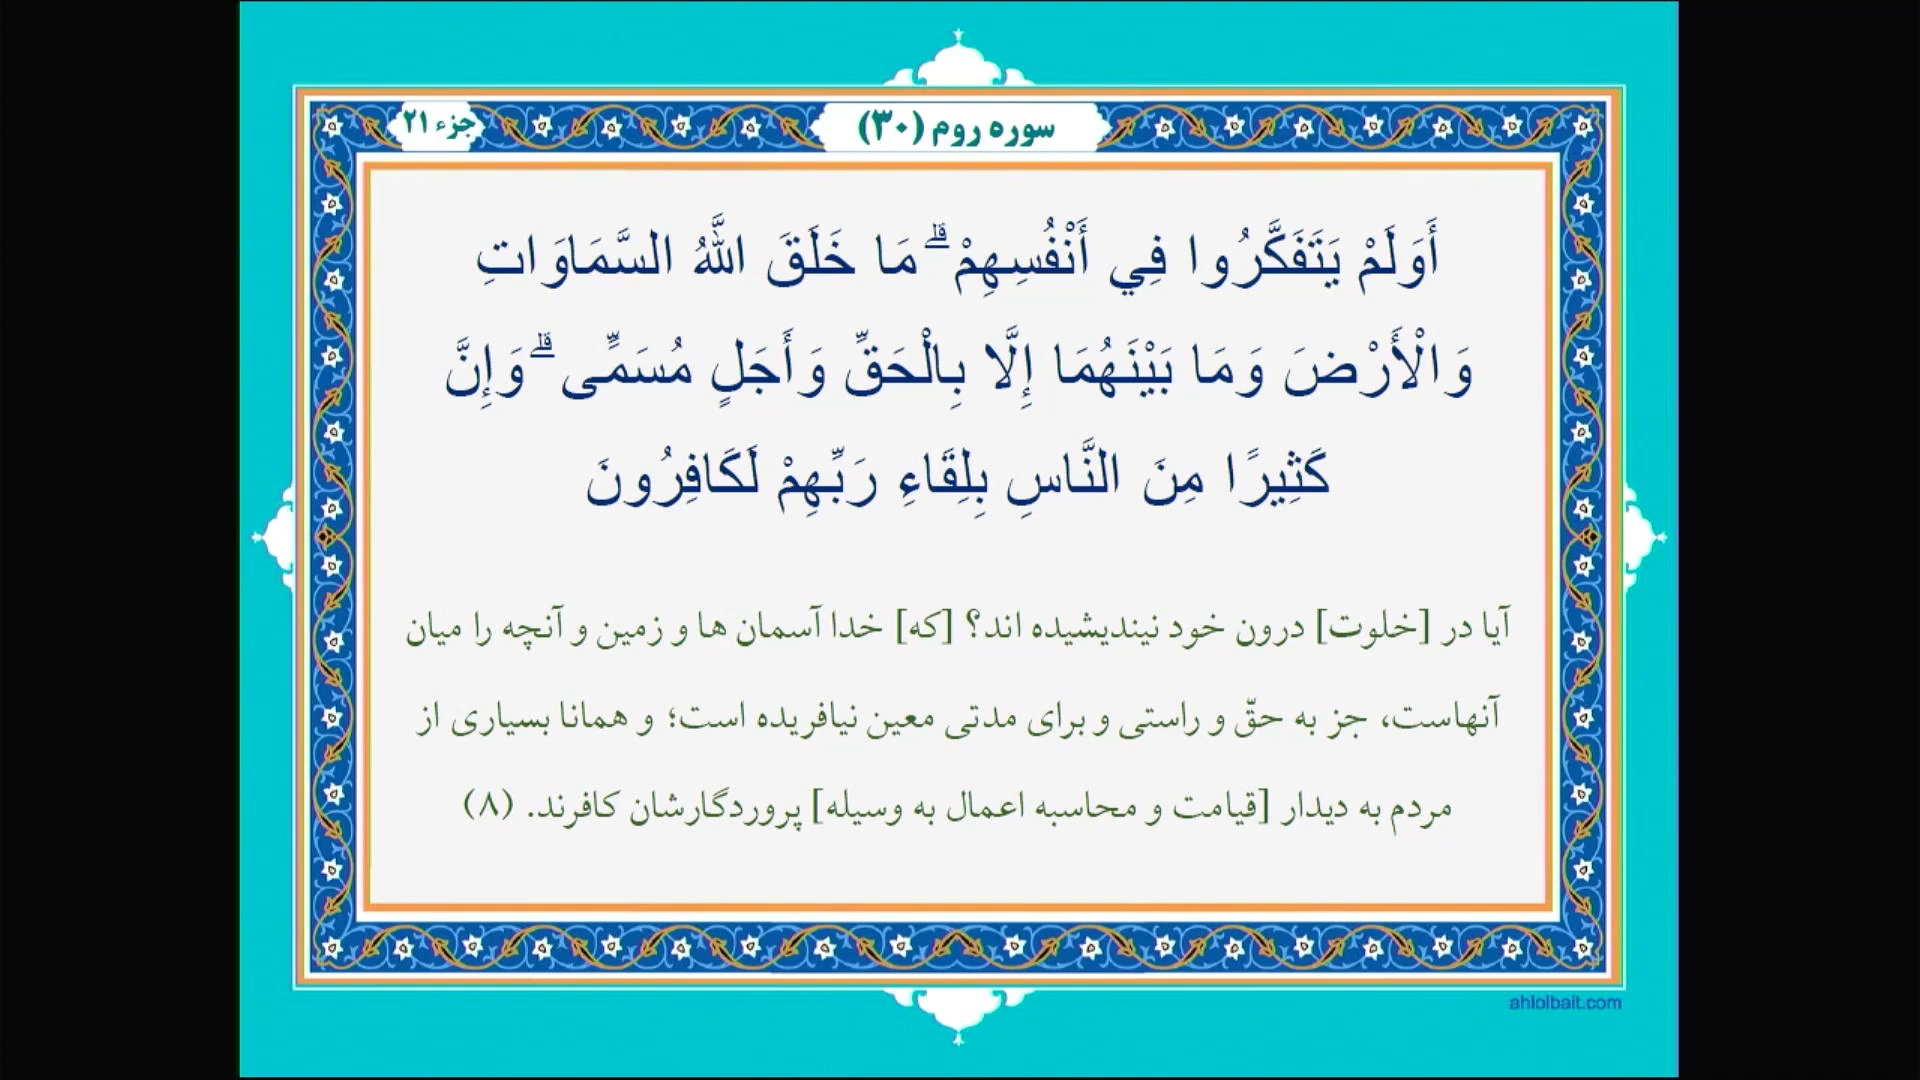 سوره روم (۳۰)
جزء ۲۱
أَوَلَمْ يَتَفَكَّرُوا فِي أَنْفُسِهِمْ ۗ مَا خَلَقَ اللَّهُ السَّمَاوَاتِ
وَالْأَرْضَ وَمَا بَيْنَهُمَا إِلَّا بِالْحَقِّ وَأَجَلٍ مُسَمًّى ۗ وَإِنَّ
كَثِيرًا مِنَ النَّاسِ بِلِقَاءِ رَبِّهِمْ لَكَافِرُونَ
آیا در [خلوت] درون خود نیندیشیده اند؟ [که] خدا آسمان ها و زمین و آنچه را میان
آنهاست، جز به حقّ و راستی و برای مدتی معین نیافریده است؛ و همانا بسیاری از
مردم به دیدار [قیامت و محاسبه اعمال به وسیله] پروردگارشان کافرند. (۸)
ahlolbait.com